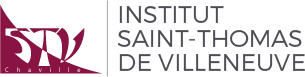 STV
Chaville
INSTITUT
SAINT-THOMAS
DE VILLENEUVE